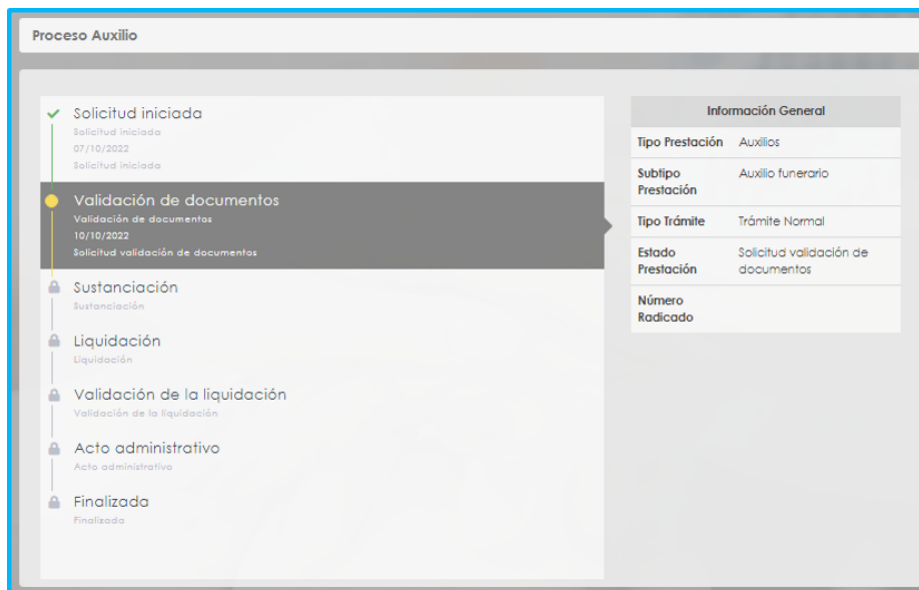 Proceso Auxilio
Solicitud iniciada
Solicitud iniciada
07/10/2022
Solicitud iniciada
Validación de documentos
Validación de documentos
10/10/2022
Solicitud validación de documentos
Sustanciación
Sustanciación
Liquidación
Liquidación
Validación de la liquidación
Validación de la liquidación
Acto administrativo
Acto administrativo
Finalizada
Finalizada
Información General
Tipo Prestación Auxilios
Subtipo Prestación Auxilio funerario
Tipo Trámite Trámite Normal
Estado Prestación Solicitud validación de documentos
Número Radicado